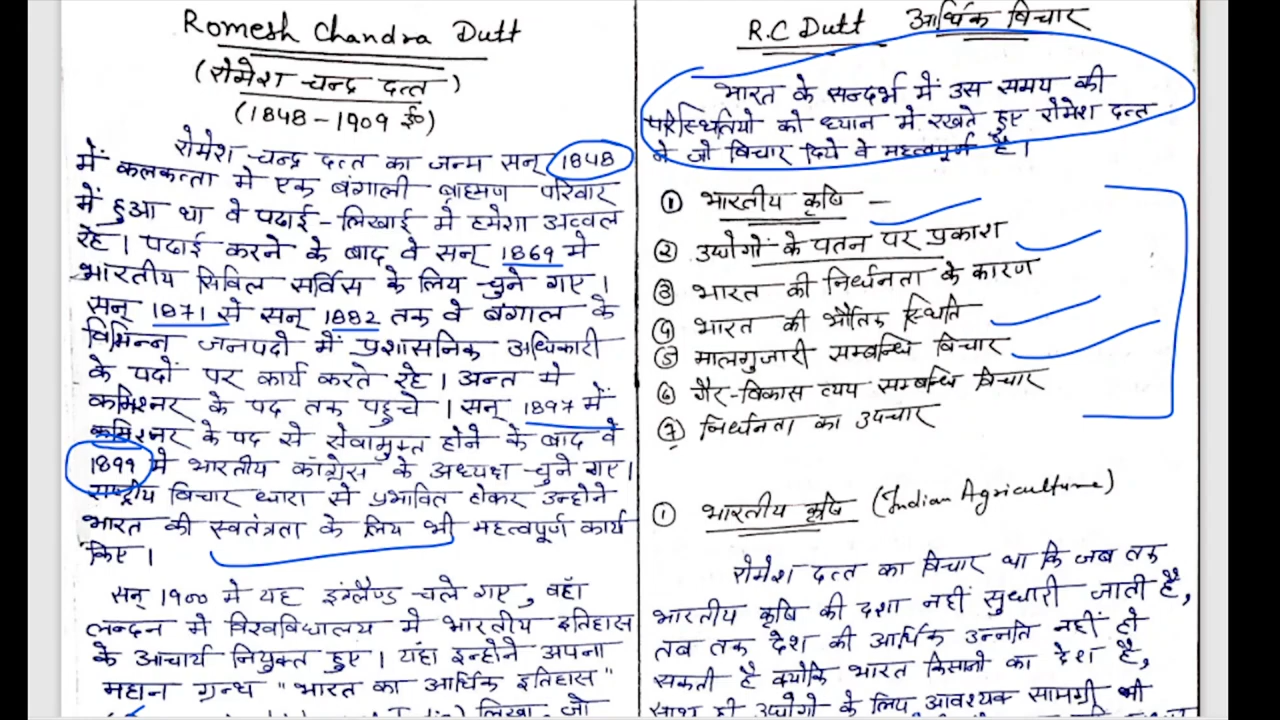 Romesh Chandra Dutt
(रोमेश चन्द्र दत्त)
(1848 - 1909 ई०)
रोमेश चन्द्र दत्त का जन्म सन् 1848
में कलकत्ता मे एक बंगाली ब्राह्मण परिवार
में हुआ था वे पढाई-लिखाई मे हमेशा अव्वल
रहे। पढाई करने के बाद वे सन् 1869 मे
भारतीय सिविल सर्विस के लिय चुने गए।
सन् 1871 से सन् 1882 तक वे बंगाल के
विभिन्न जनपदो में प्रशासनिक अधिकारी
के पदों पर कार्य करते रहे। अन्त मे
कमिश्नर के पद तक पहुचे। सन् 1897 में
कमिश्नर के पद से सेवामुक्त होने के बाद वे
1899 मे भारतीय कांग्रेस के अध्यक्ष चुने गए।
राष्ट्रीय विचार धारा से प्रभावित होकर उन्होने
भारत की स्वतंत्रता के लिय भी महत्वपूर्ण कार्य
किए।
सन् 1900 मे यह इंग्लैण्ड चले गए, वहाँ
लन्दन मे विश्वविद्यालय मे भारतीय इतिहास
के आचार्य नियुक्त हुए। यहां इन्होने अपना
महान ग्रन्थ "भारत का आर्थिक इतिहास"
लिखा, जो
R.C Dutt आर्थिक विचार
भारत के सन्दर्भ में उस समय की
परिस्थितियो को ध्यान मे रखते हुए रोमेश दत्त
ने जो विचार दिये वे महत्वपूर्ण है।
① भारतीय कृषि –
② उद्योगों के पतन पर प्रकाश
③ भारत की निर्धनता के कारण
④ भारत की भौतिक स्थिति
⑤ मालगुजारी सम्बन्धि विचार
⑥ गैर-विकास व्यय सम्बन्धि विचार
⑦ निर्धनता का उपचार
① भारतीय कृषि (Indian Agriculture)
रोमेश दत्त का विचार था कि जब तक
भारतीय कृषि की दशा नहीं सुधारी जाती है,
तब तक देश की आर्थिक उन्नति नहीं हो
सकती है क्योकि भारत किसानो का देश है,
साथ ही उद्योगो के लिए आवश्यक सामग्री भी